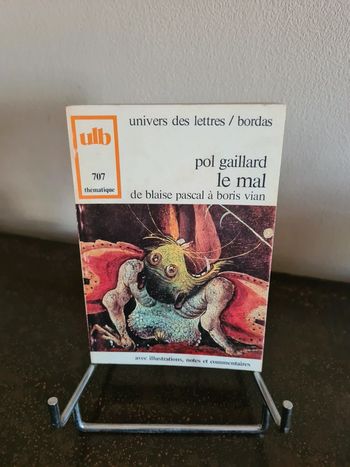 ulb
707
thématique
univers des lettres / bordas
pol gaillard
le mal
de blaise pascal à boris vian
avec illustrations, notes et commentaires